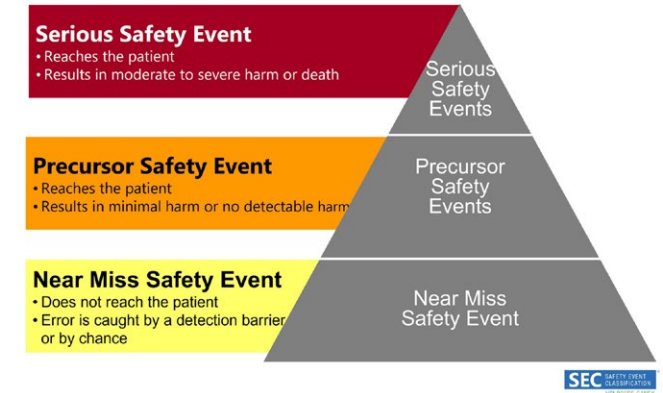 Serious Safety Event
• Reaches the patient
• Results in moderate to severe harm or death
Serious
Safety
Events
Precursor Safety Event
• Reaches the patient
• Results in minimal harm or no detectable harm
Precursor
Safety
Events
Near Miss Safety Event
• Does not reach the patient
• Error is caught by a detection barrier
or by chance
Near Miss
Safety Event
SEC SAFETY EVENT
CLASSIFICATION